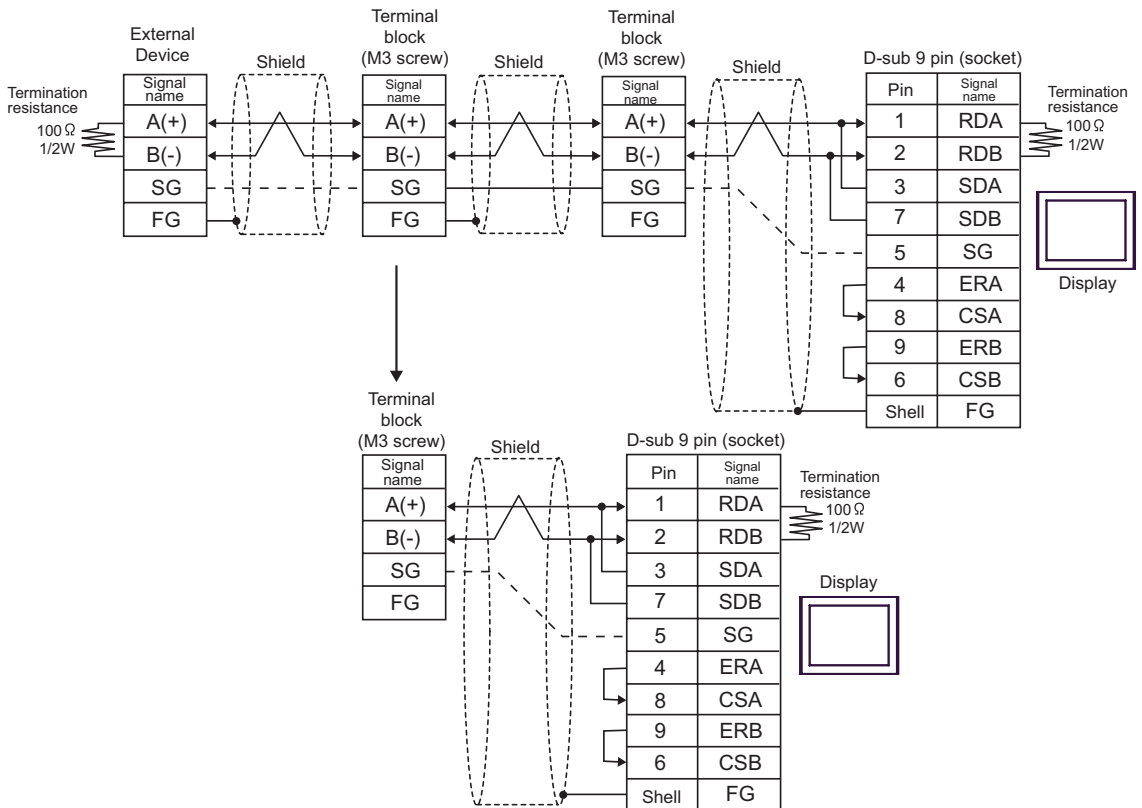 External
Device
Shield
Terminal
block
(M3 screw)
Shield
Terminal
block
(M3 screw)
Shield
D-sub 9 pin (socket)
Termination
resistance
100 Ω
1/2W
Signal
name
A(+)
B(-)
SG
FG
Signal
name
A(+)
B(-)
SG
FG
Signal
name
A(+)
B(-)
SG
FG
Pin Signal
name
1 RDA
2 RDB
3 SDA
7 SDB
5 SG
4 ERA
8 CSA
9 ERB
6 CSB
Shell FG
Termination
resistance
100 Ω
1/2W
Display
Terminal
block
(M3 screw)
Shield
D-sub 9 pin (socket)
Signal
name
A(+)
B(-)
SG
FG
Pin Signal
name
1 RDA
2 RDB
3 SDA
7 SDB
5 SG
4 ERA
8 CSA
9 ERB
6 CSB
Shell FG
Termination
resistance
100 Ω
1/2W
Display